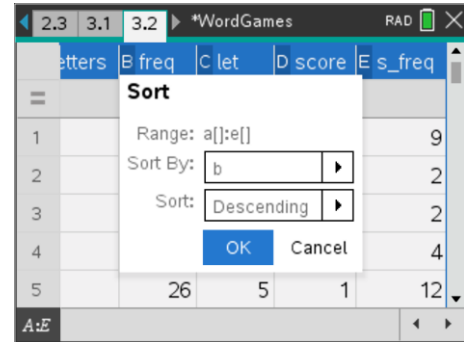 2.3 3.1 3.2 *WordGames RAD
etters B freq C let D score E s_freq
=
Sort
Range: a[]:e[]
Sort By: b
Sort: Descending
OK Cancel
1 9
2 2
3 2
4 4
5 26 5 1 12
A:E